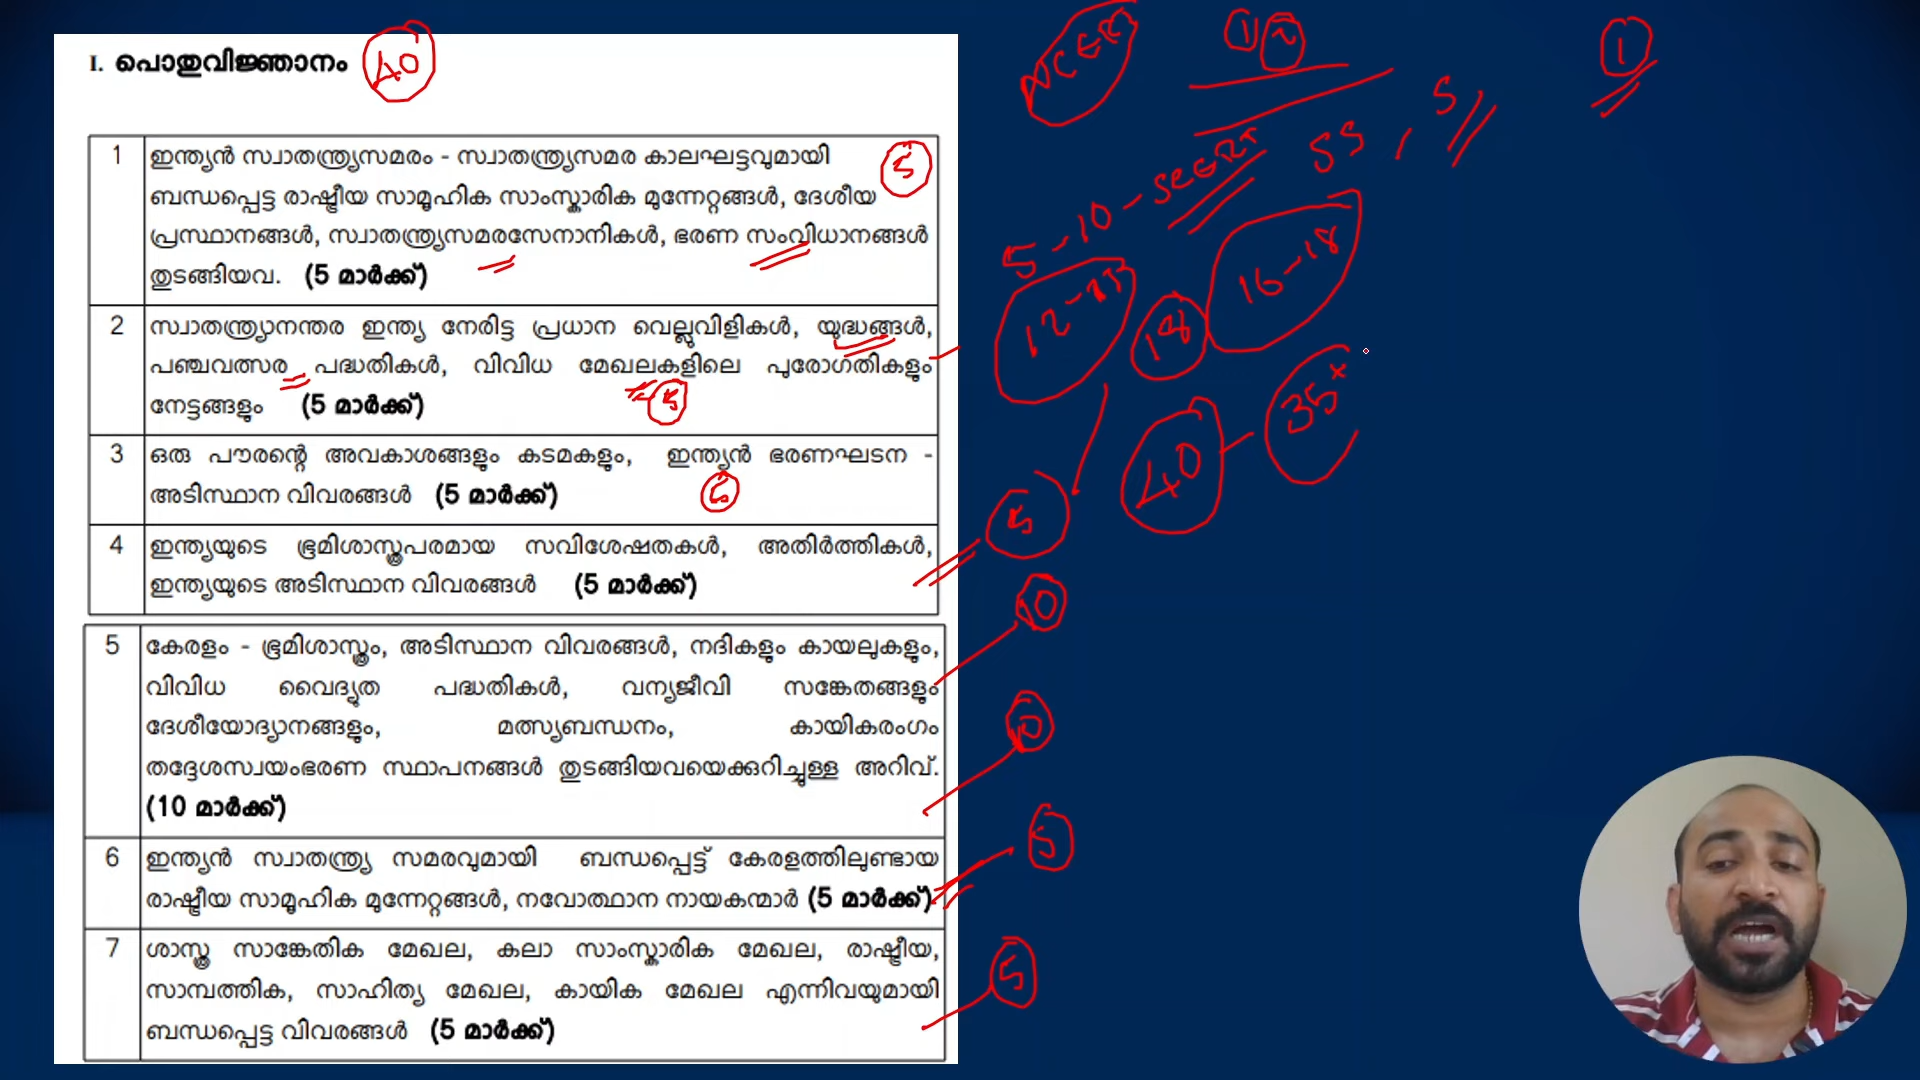 I. പൊതുവിജ്ഞാനം 40
1 ഇന്ത്യൻ സ്വാതന്ത്ര്യസമരം - സ്വാതന്ത്ര്യസമര കാലഘട്ടവുമായി 5
ബന്ധപ്പെട്ട രാഷ്ട്രീയ സാമൂഹിക സാംസ്കാരിക മുന്നേറ്റങ്ങൾ, ദേശീയ
പ്രസ്ഥാനങ്ങൾ, സ്വാതന്ത്ര്യസമരസേനാനികൾ, ഭരണ സംവിധാനങ്ങൾ
തുടങ്ങിയവ. (5 മാർക്ക്)
2 സ്വാതന്ത്ര്യാനന്തര ഇന്ത്യ നേരിട്ട പ്രധാന വെല്ലുവിളികൾ, യുദ്ധങ്ങൾ,
പഞ്ചവത്സര പദ്ധതികൾ, വിവിധ മേഖലകളിലെ പുരോഗതികളും
നേട്ടങ്ങളും (5 മാർക്ക്) 5
3 ഒരു പൗരന്റെ അവകാശങ്ങളും കടമകളും, ഇന്ത്യൻ ഭരണഘടന -
അടിസ്ഥാന വിവരങ്ങൾ (5 മാർക്ക്)
4 ഇന്ത്യയുടെ ഭൂമിശാസ്ത്രപരമായ സവിശേഷതകൾ, അതിർത്തികൾ,
ഇന്ത്യയുടെ അടിസ്ഥാന വിവരങ്ങൾ (5 മാർക്ക്)
5 കേരളം - ഭൂമിശാസ്ത്രം, അടിസ്ഥാന വിവരങ്ങൾ, നദികളും കായലുകളും,
വിവിധ വൈദ്യുത പദ്ധതികൾ, വന്യജീവി സങ്കേതങ്ങളും
ദേശീയോദ്യാനങ്ങളും, മത്സ്യബന്ധനം, കായികരംഗം
തദ്ദേശസ്വയംഭരണ സ്ഥാപനങ്ങൾ തുടങ്ങിയവയെക്കുറിച്ചുള്ള അറിവ്.
(10 മാർക്ക്)
6 ഇന്ത്യൻ സ്വാതന്ത്ര്യ സമരവുമായി ബന്ധപ്പെട്ട് കേരളത്തിലുണ്ടായ
രാഷ്ട്രീയ സാമൂഹിക മുന്നേറ്റങ്ങൾ, നവോത്ഥാന നായകന്മാർ (5 മാർക്ക്)
7 ശാസ്ത്ര സാങ്കേതിക മേഖല, കലാ സാംസ്കാരിക മേഖല, രാഷ്ട്രീയ,
സാമ്പത്തിക, സാഹിത്യ മേഖല, കായിക മേഖല എന്നിവയുമായി
ബന്ധപ്പെട്ട വിവരങ്ങൾ (5 മാർക്ക്)
NCERT
1 2
1
5-10-SCERT SS, S
16-18
18
40 - 35
5
10
10
5
5